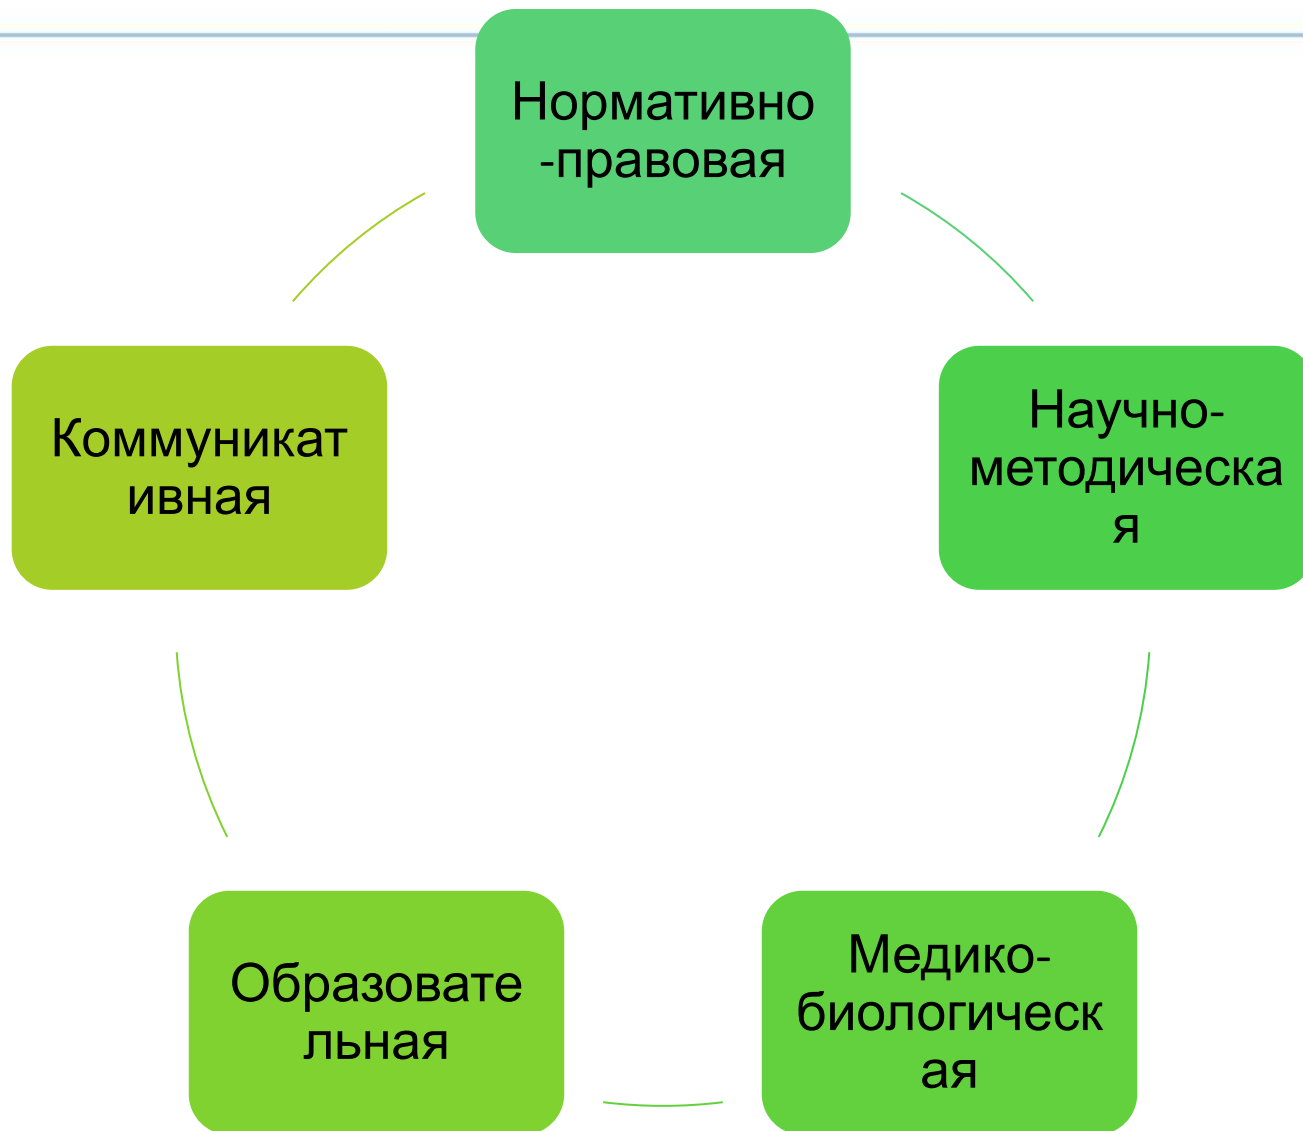 Нормативно
-правовая
Научно-
методическа
я
Медико-
биологическ
ая
Образовате
льная
Коммуникат
ивная